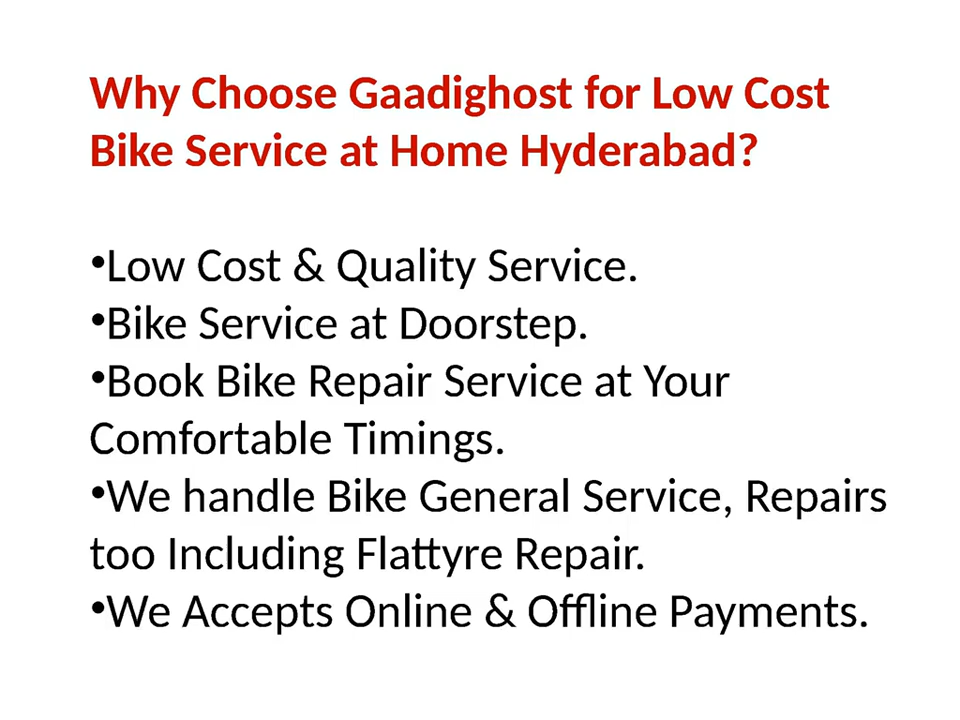 Why Choose Gaadighost for Low Cost
Bike Service at Home Hyderabad?
•Low Cost & Quality Service.
•Bike Service at Doorstep.
•Book Bike Repair Service at Your
Comfortable Timings.
•We handle Bike General Service, Repairs
too Including Flattyre Repair.
•We Accepts Online & Offline Payments.